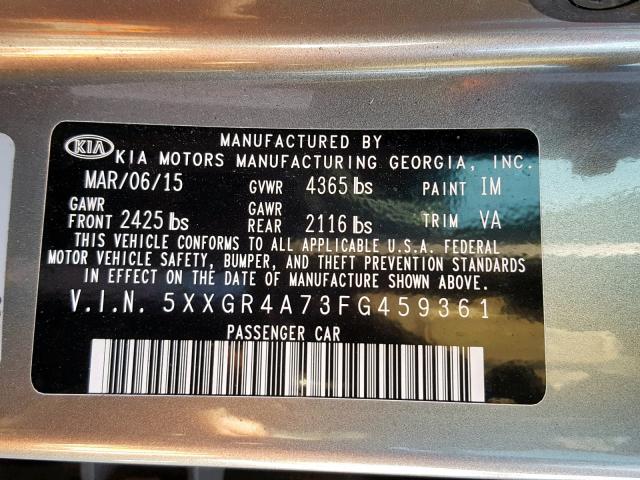 MANUFACTURED BY
KIA KIA MOTORS MANUFACTURING GEORGIA, INC.
MAR/06/15 GVWR 4365 lbs PAINT IM
GAWR FRONT 2425 lbs GAWR REAR 2116 lbs TRIM VA
THIS VEHICLE CONFORMS TO ALL APPLICABLE U.S.A. FEDERAL
MOTOR VEHICLE SAFETY, BUMPER, AND THEFT PREVENTION STANDARDS
IN EFFECT ON THE DATE OF MANUFACTURE SHOWN ABOVE.
V.I.N. 5XXGR4A73FG459361
PASSENGER CAR